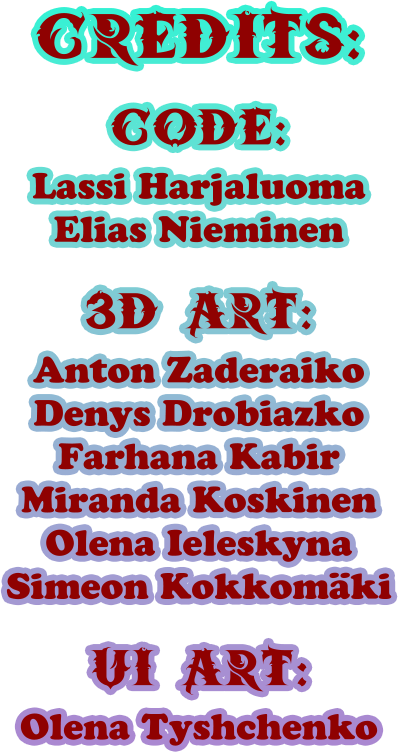 CREDITS:
CODE:
Lassi Harjaluoma
Elias Nieminen
3D ART:
Anton Zaderaiko
Denys Drobiazko
Farhana Kabir
Miranda Koskinen
Olena Ieleskyna
Simeon Kokkomäki
UI ART:
Olena Tyshchenko